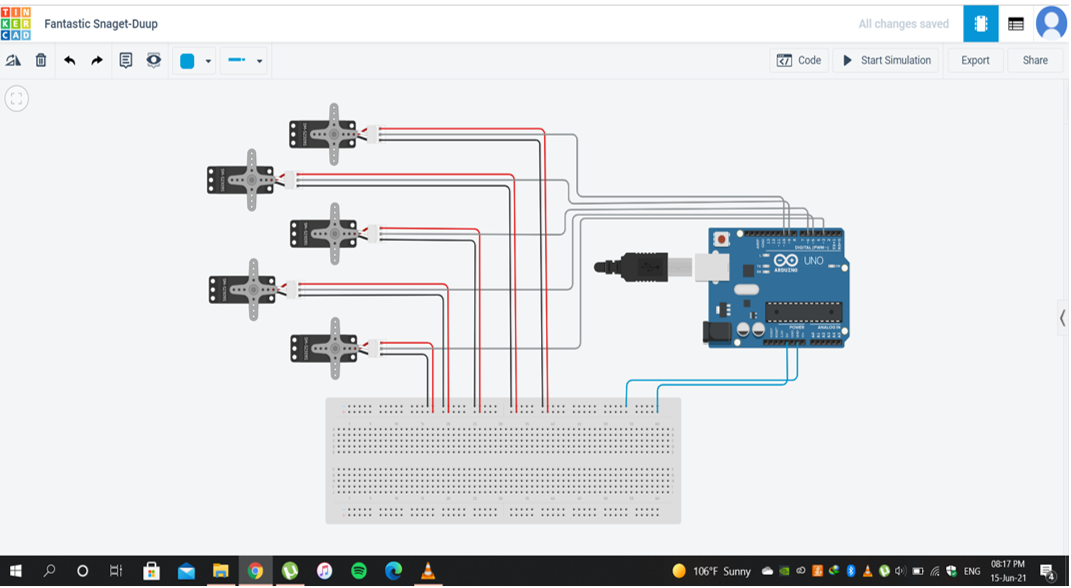 TIN
KER
CAD
Fantastic Snaget-Duup
All changes saved
Code
Start Simulation
Export
Share
DIGITAL (PWM~)
UNO
ARDUINO
POWER
ANALOG IN
106°F Sunny
ENG
08:17 PM
15-Jun-21
4